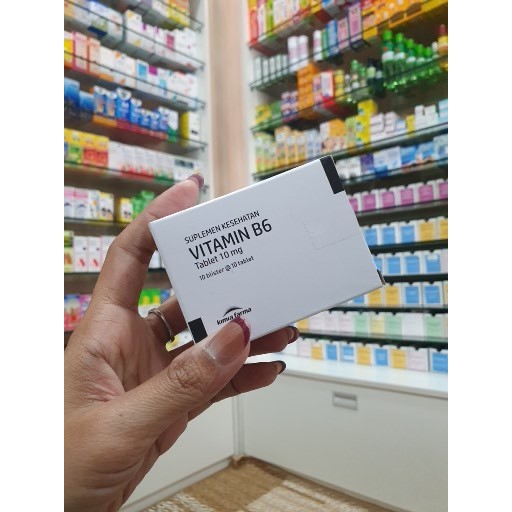 SUPLEMEN KESEHATAN
VITAMIN B6
Tablet 10 mg
10 blister @ 10 tablet
kimia farma